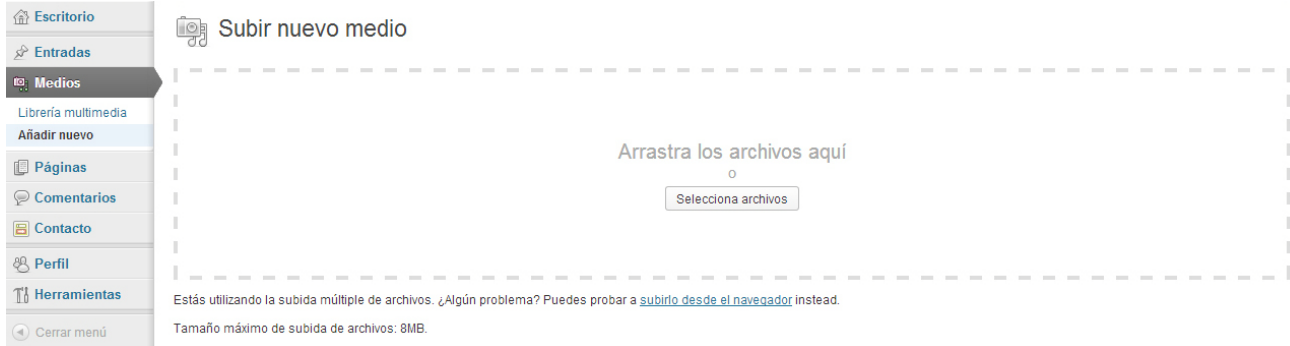 Escritorio
Entradas
Medios
Librería multimedia
Añadir nuevo
Páginas
Comentarios
Contacto
Perfil
Herramientas
Cerrar menú
Subir nuevo medio
Arrastra los archivos aquí
o
Selecciona archivos
Estás utilizando la subida múltiple de archivos. ¿Algún problema? Puedes probar a subirlo desde el navegador instead.
Tamaño máximo de subida de archivos: 8MB.